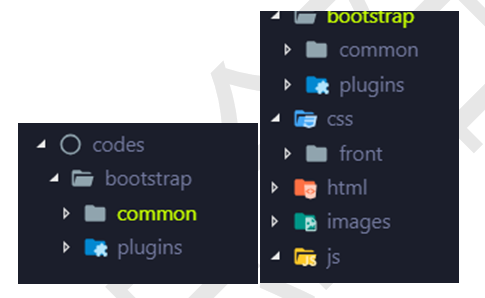 codes
bootstrap
common
plugins
bootstrap
common
plugins
css
front
html
images
js